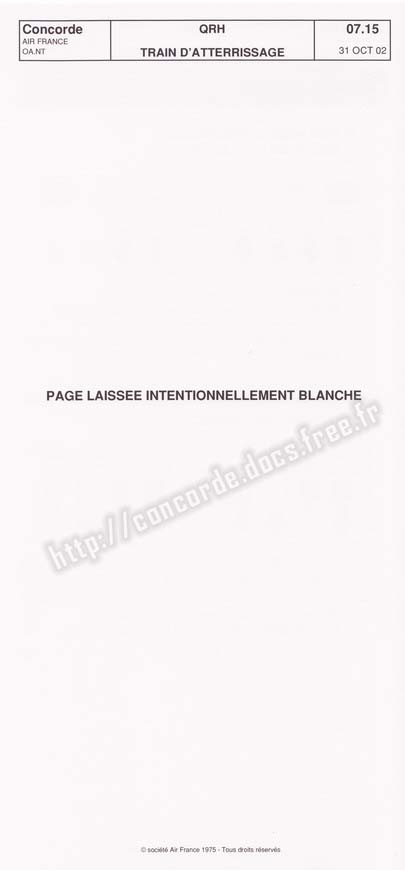 Concorde
AIR FRANCE
OA.NT
QRH
TRAIN D'ATTERRISSAGE
07.15
31 OCT 02
PAGE LAISSEE INTENTIONNELLEMENT BLANCHE
http://concorde.docs.free.fr
© société Air France 1975 - Tous droits réservés